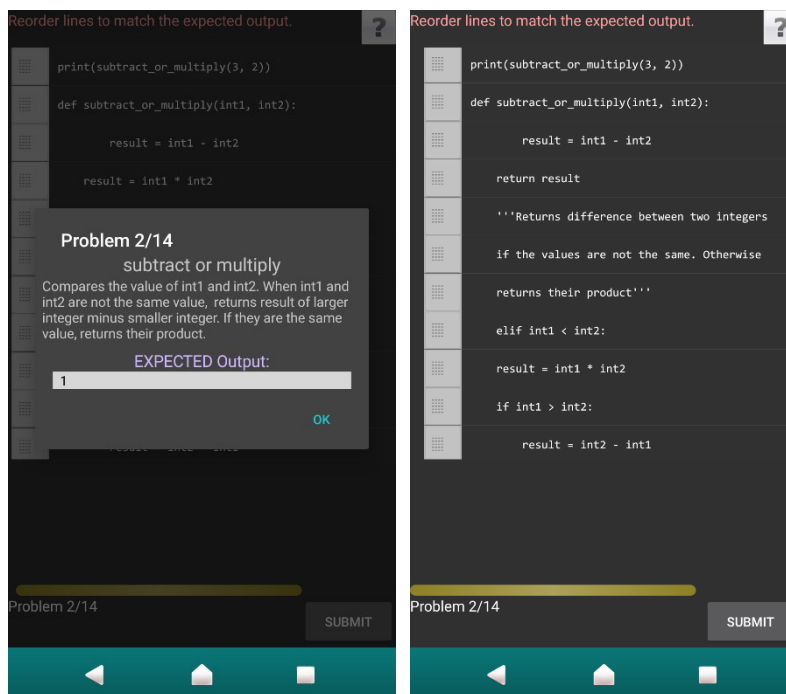 Reorder lines to match the expected output.
?
print(subtract_or_multiply(3, 2))
def subtract_or_multiply(int1, int2):
result = int1 - int2
result = int1 * int2
Problem 2/14
subtract or multiply
Compares the value of int1 and int2. When int1 and
int2 are not the same value, returns result of larger
integer minus smaller integer. If they are the same
value, returns their product.
EXPECTED Output:
1
OK
Problem 2/14
SUBMIT
Reorder lines to match the expected output.
?
print(subtract_or_multiply(3, 2))
def subtract_or_multiply(int1, int2):
result = int1 - int2
return result
'''Returns difference between two integers
if the values are not the same. Otherwise
returns their product'''
elif int1 < int2:
result = int1 * int2
if int1 > int2:
result = int2 - int1
Problem 2/14
SUBMIT